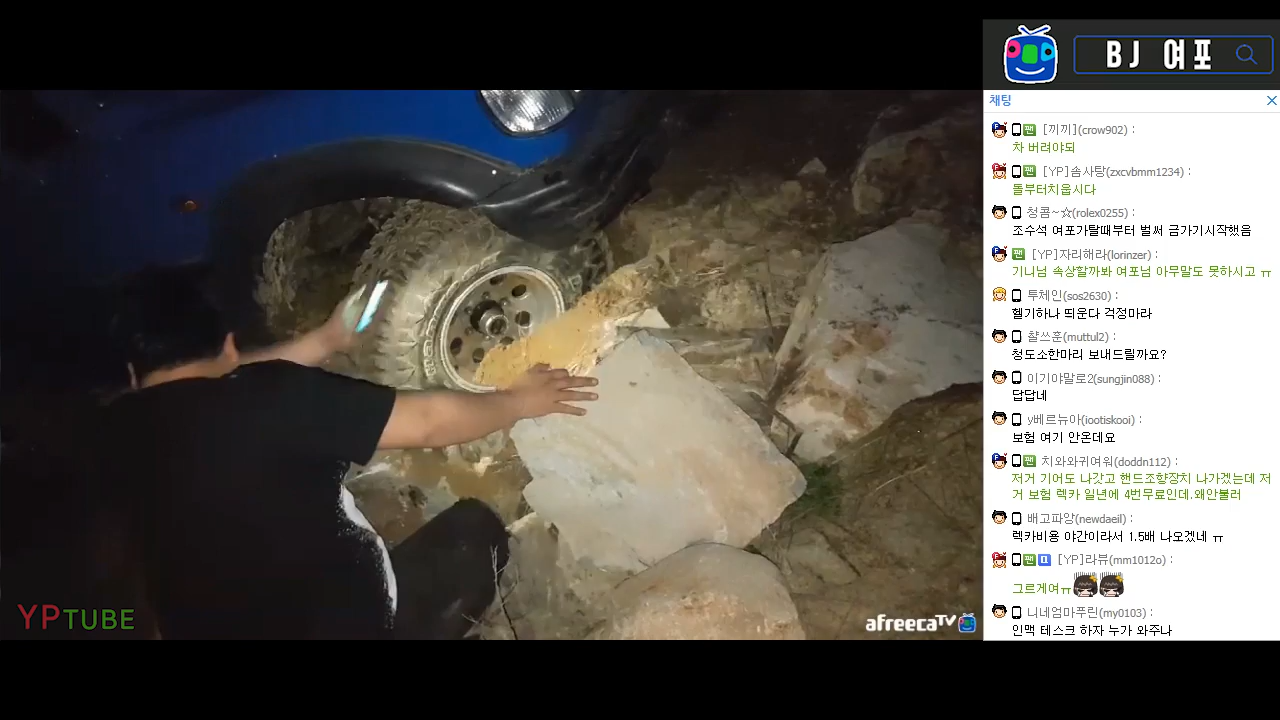 BJ 여포
채팅
팬 [끼끼](crow902) :
차 버려야되
팬 [YP]솜사탕(zxcvbmm1234) :
돌부터치웁시다
청콤~☆(rolex0255) :
조수석 여포가탈때부터 벌써 금가기시작했음
팬 [YP]자리해라(lorinzer) :
기니님 속상할까봐 여포님 아무말도 못하시고 ㅠ
투체인(sos2630) :
헬기하나 띄운다 걱정마라
챨쓰훈(muttul2) :
청도소한마리 보내드릴까요?
이기야말로2(sungjin088) :
답답네
y베르뉴아(iootiskooi) :
보험 여기 안온데요
팬 치와와귀여워(doddn112) :
저거 기어도 나갓고 핸드조향장치 나가겠는데 저
거 보험 렉카 일년에 4번무료인데.왜안불러
배고파앙(newdaeil) :
렉카비용 야간이라서 1.5배 나오겠네 ㅠ
팬 [YP]라뷰(mm1012o) :
그르게여ㅠ
니네엄마푸린(my0103) :
인맥 테스크 하자 누가 와주나
YPTUBE
afreecaTV